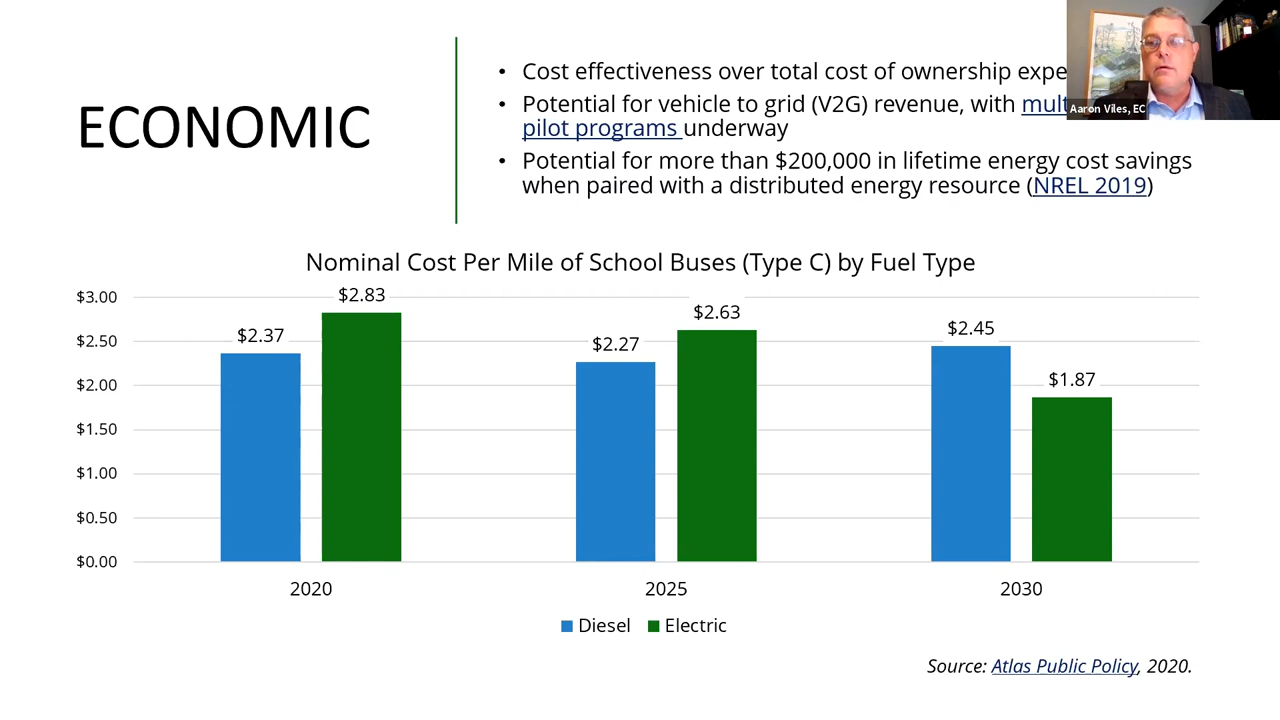 ECONOMIC
• Cost effectiveness over total cost of ownership
• Potential for vehicle to grid (V2G) revenue, with
pilot programs underway
• Potential for more than $200,000 in lifetime energy cost savings
when paired with a distributed energy resource (NREL 2019)
Aaron Viles, EC
Nominal Cost Per Mile of School Buses (Type C) by Fuel Type
$3.00
$2.50
$2.00
$1.50
$1.00
$0.50
$0.00
$2.37
$2.83
$2.27
$2.63
$2.45
$1.87
2020
2025
2030
Diesel
Electric
Source: Atlas Public Policy, 2020.